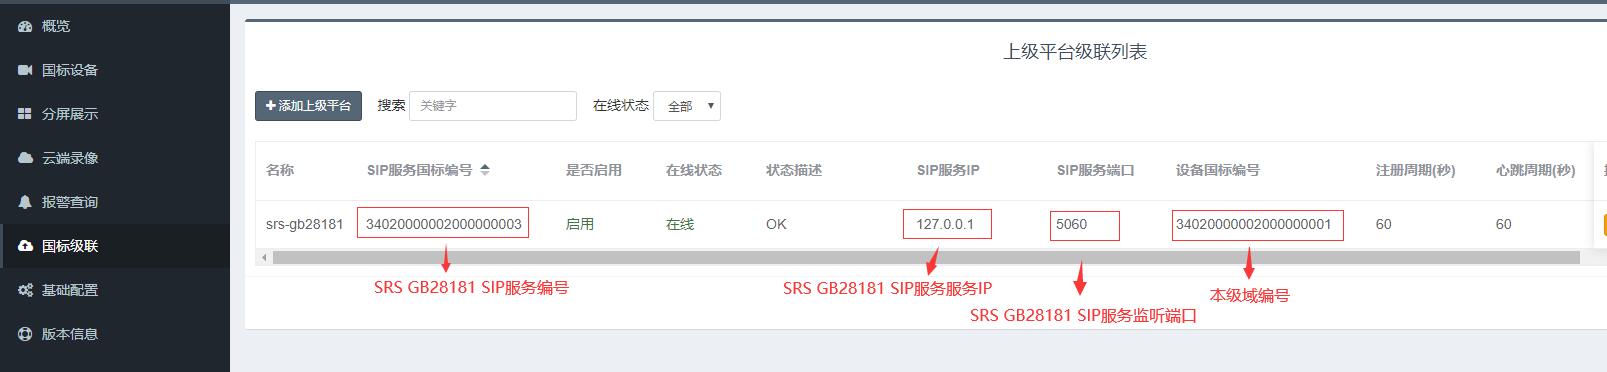 概览
国标设备
分屏展示
云端录像
报警查询
国标级联
基础配置
版本信息
上级平台级联列表
添加上级平台 搜索 关键字 在线状态 全部
名称 SIP服务国标编号 是否启用 在线状态 状态描述 SIP服务IP SIP服务端口 设备国标编号 注册周期(秒) 心跳周期(秒)
srs-gb28181 34020000002000000003 启用 在线 OK 127.0.0.1 5060 34020000002000000001 60 60
SRS GB28181 SIP服务编号
SRS GB28181 SIP服务服务IP
SRS GB28181 SIP服务监听端口
本级域编号